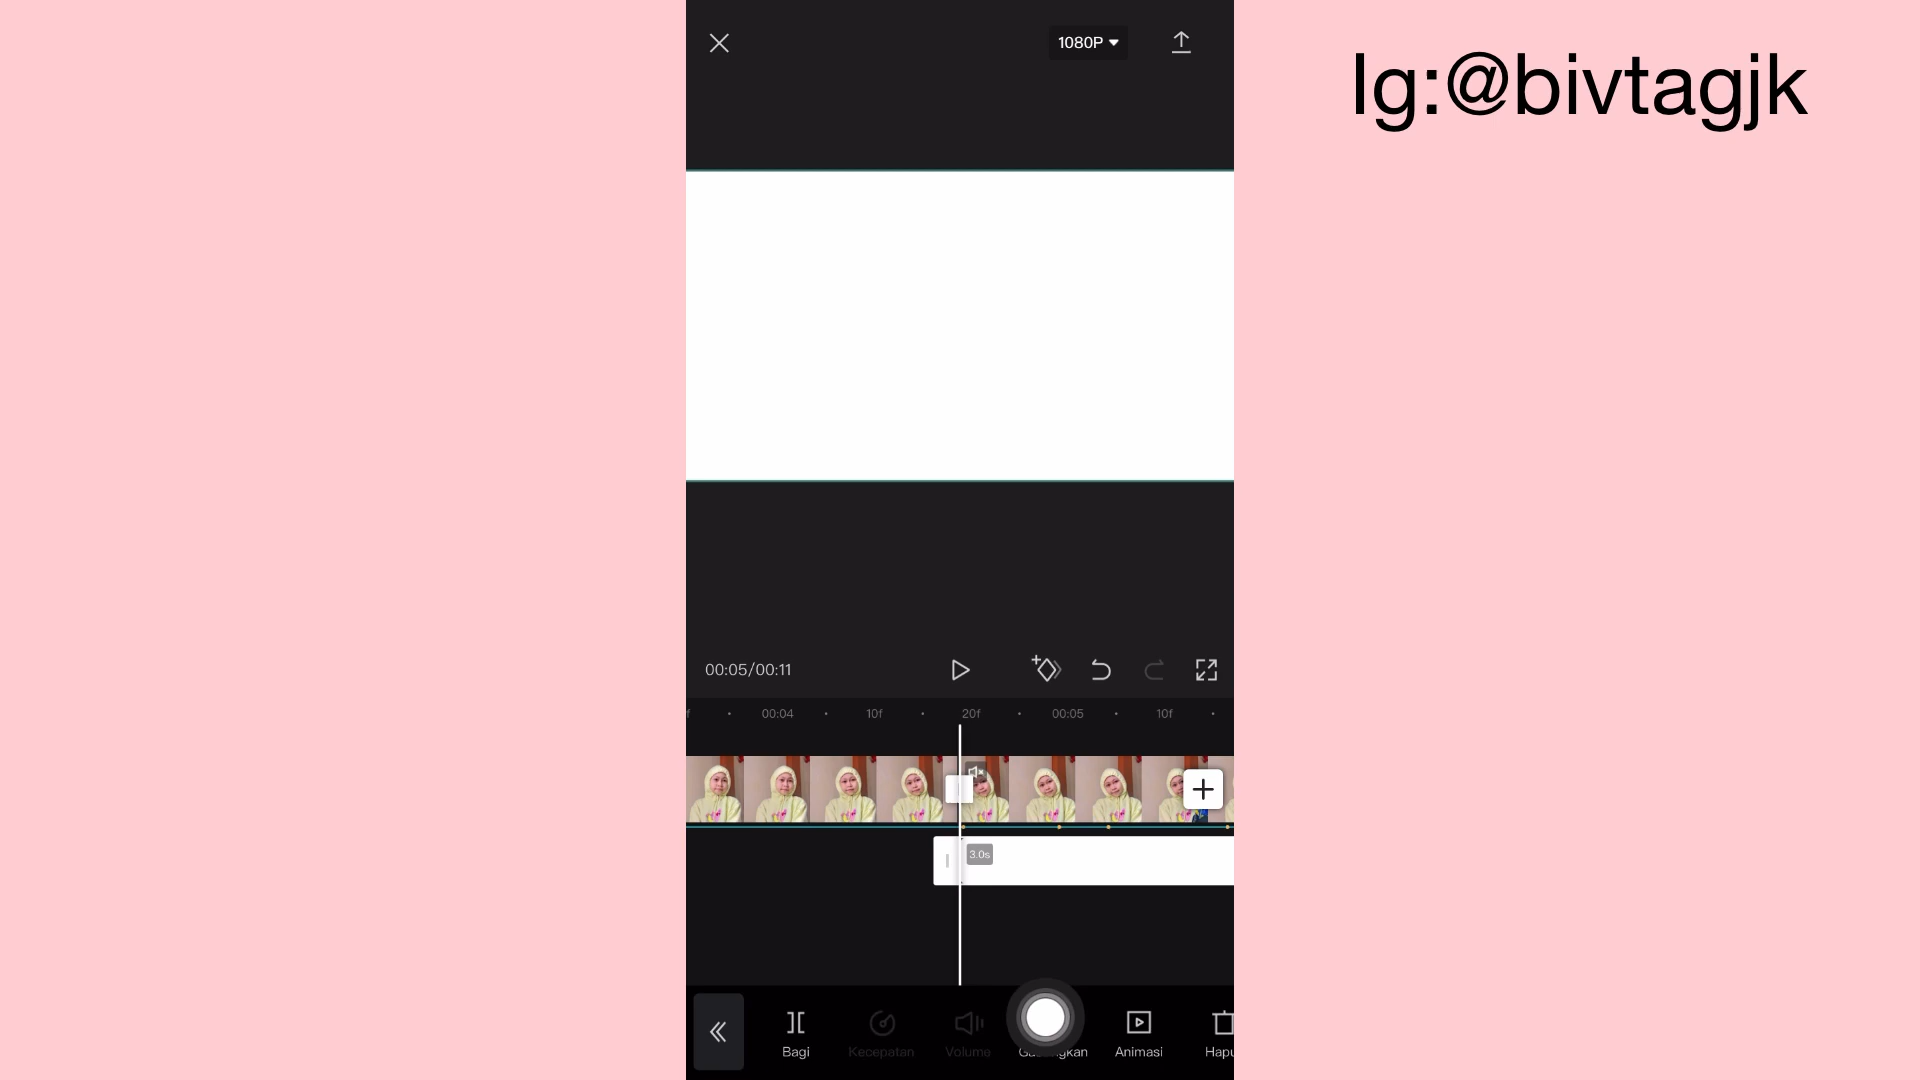 1080P
Ig:@bivtagjk
00:05/00:11
f
00:04
10f
20f
00:05
10f
3.0s
Bagi
Kecepatan
Volume
Animasi
Hapu